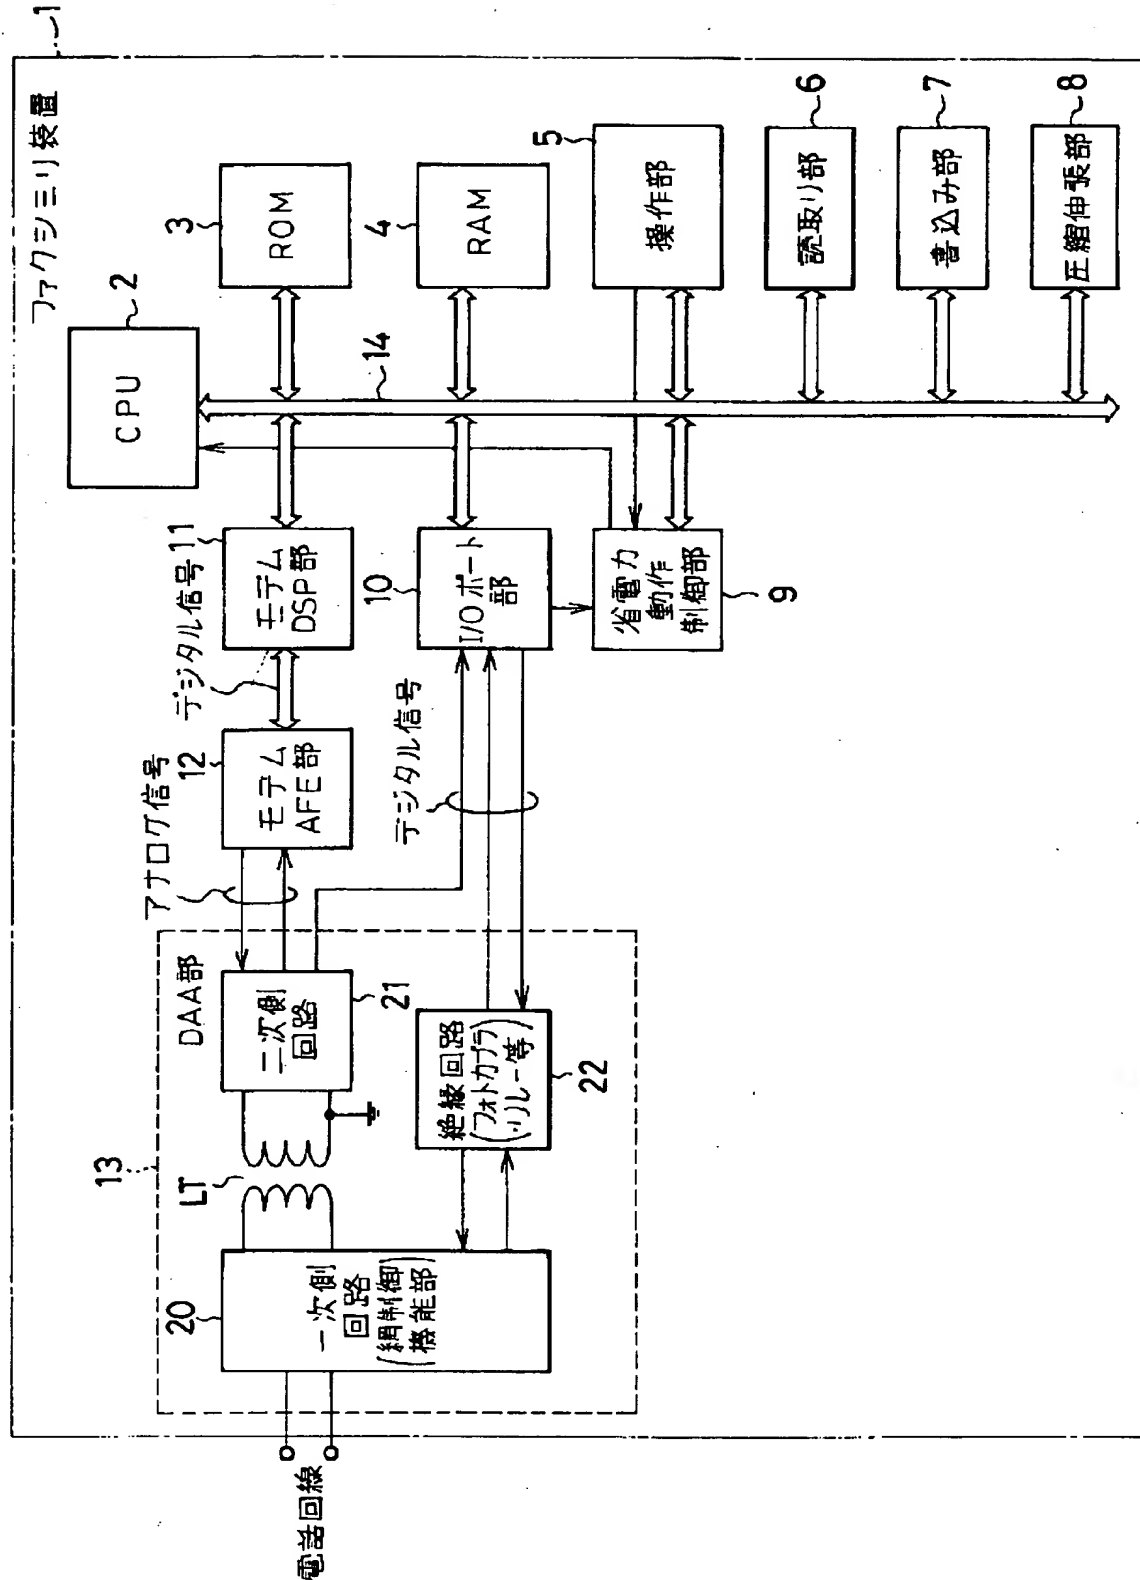 ファクシミリ装置
1
CPU
2
ROM
3
RAM
4
操作部
5
読取り部
6
書込み部
7
圧縮伸張部
8
14
デジタル信号
11
モデム
DSP部
10
I/Oポート
部
省電力
動作
制御部
9
アナログ信号
12
モデム
AFE部
デジタル信号
13
DAA部
二次側
回路
21
LT
絶縁回路
(フォトカプラ
リレー等)
22
20
一次側
回路
(網制御
機能部)
電話回線